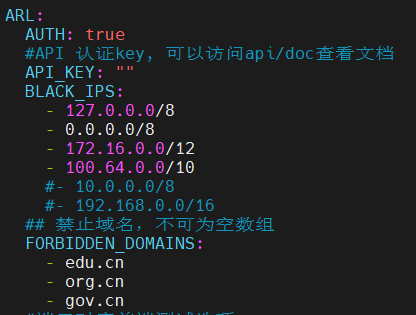 ARL:
  AUTH: true
  #API 认证key, 可以访问api/doc查看文档
  API_KEY: ""
  BLACK_IPS:
    - 127.0.0.0/8
    - 0.0.0.0/8
    - 172.16.0.0/12
    - 100.64.0.0/10
    #- 10.0.0.0/8
    #- 192.168.0.0/16
  ## 禁止域名, 不可为空数组
  FORBIDDEN_DOMAINS:
    - edu.cn
    - org.cn
    - gov.cn